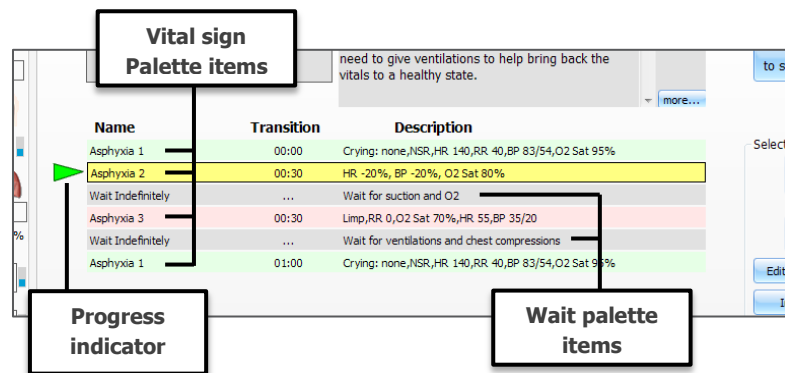 Vital sign
Palette items
need to give ventilations to help bring back the
vitals to a healthy state.
to s
more...
Name Transition Description
Selec
Asphyxia 1 00:00 Crying: none,NSR,HR 140,RR 40,BP 83/54,O2 Sat 95%
Asphyxia 2 00:30 HR -20%, BP -20%, O2 Sat 80%
Wait Indefinitely ... Wait for suction and O2
Asphyxia 3 00:30 Limp,RR 0,O2 Sat 70%,HR 55,BP 35/20
%
Wait Indefinitely ... Wait for ventilations and chest compressions
Asphyxia 1 01:00 Crying: none,NSR,HR 140,RR 40,BP 83/54,O2 Sat 95%
Edit
Progress
indicator
Wait palette
items